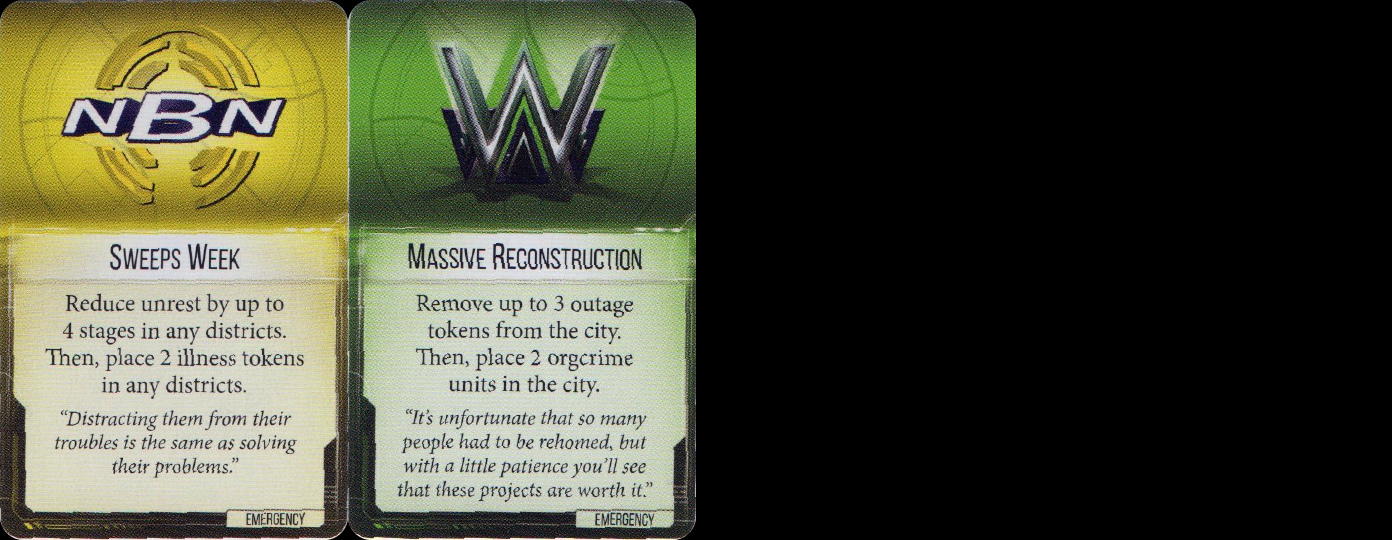 NBN
SWEEPS WEEK
Reduce unrest by up to
4 stages in any districts.
Then, place 2 illness tokens
in any districts.
“Distracting them from their
troubles is the same as solving
their problems.”
EMERGENCY
W
MASSIVE RECONSTRUCTION
Remove up to 3 outage
tokens from the city.
Then, place 2 orgcrime
units in the city.
“It’s unfortunate that so many
people had to be rehomed, but
with a little patience you’ll see
that these projects are worth it.”
EMERGENCY